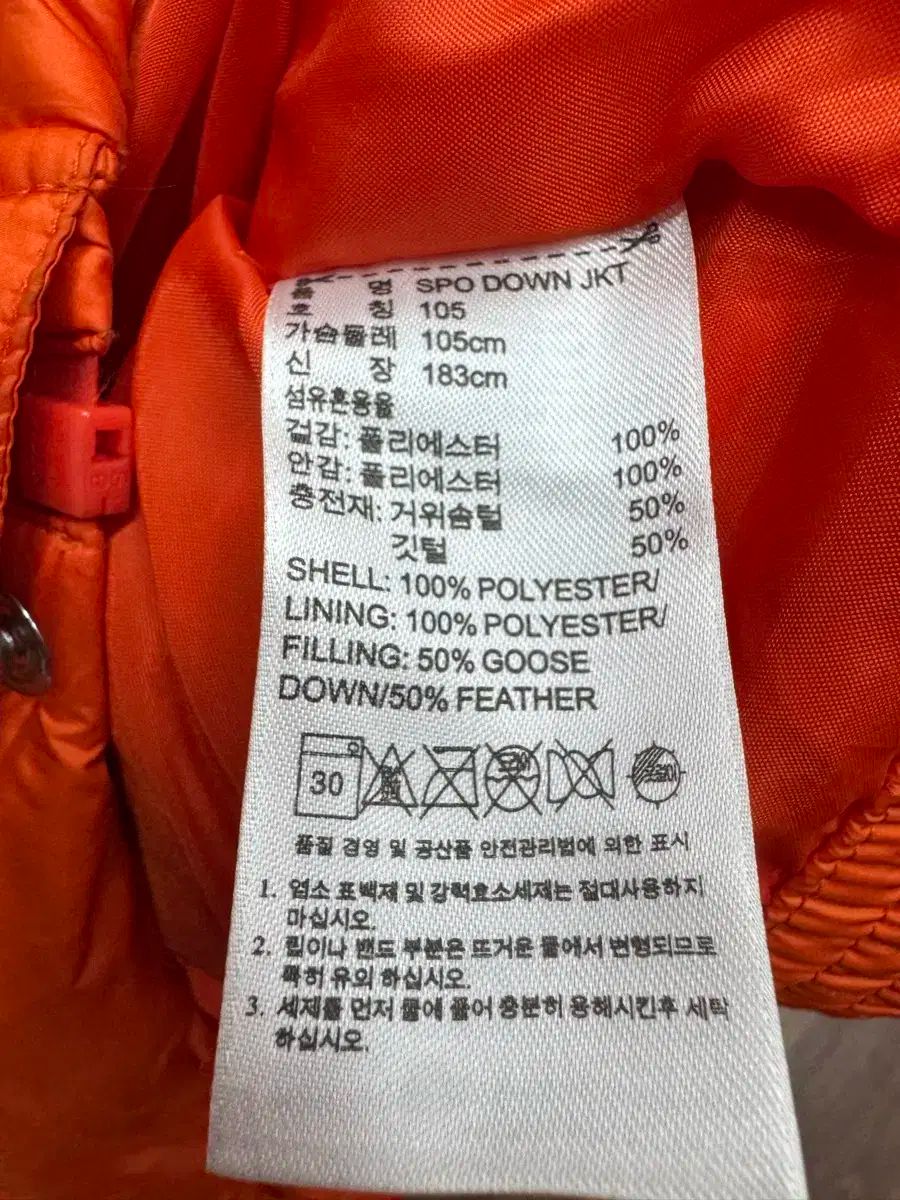 품 명 SPO DOWN JKT
호 칭 105
가슴둘레 105cm
신 장 183cm
섬유혼용율
겉감: 폴리에스터 100%
안감: 폴리에스터 100%
충전재: 거위솜털 50%
깃털 50%
SHELL: 100% POLYESTER/
LINING: 100% POLYESTER/
FILLING: 50% GOOSE
DOWN/50% FEATHER
30
품질 경영 및 공산품 안전관리법에 의한 표시
1. 염소 표백제 및 강력효소세제는 절대사용하지
마십시오.
2. 립이나 밴드 부분은 뜨거운 물에서 변형되므로
특히 유의 하십시오.
3. 세제를 먼저 물에 풀어 충분히 용해시킨후 세탁
하십시오.